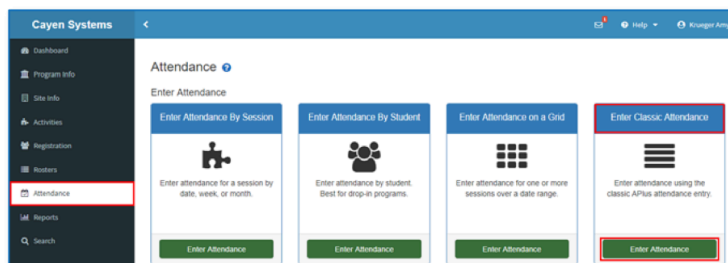 Cayen Systems
Help
Krueger Amy
Dashboard
Program Info
Site Info
Activities
Registration
Rosters
Attendance
Reports
Search
Attendance
Enter Attendance
Enter Attendance By Session
Enter attendance for a session by
date, week, or month.
Enter Attendance
Enter Attendance By Student
Enter attendance by student.
Best for drop-in programs.
Enter Attendance
Enter Attendance on a Grid
Enter attendance for one or more
sessions over a date range.
Enter Attendance
Enter Classic Attendance
Enter attendance using the
classic APlus attendance entry.
Enter Attendance